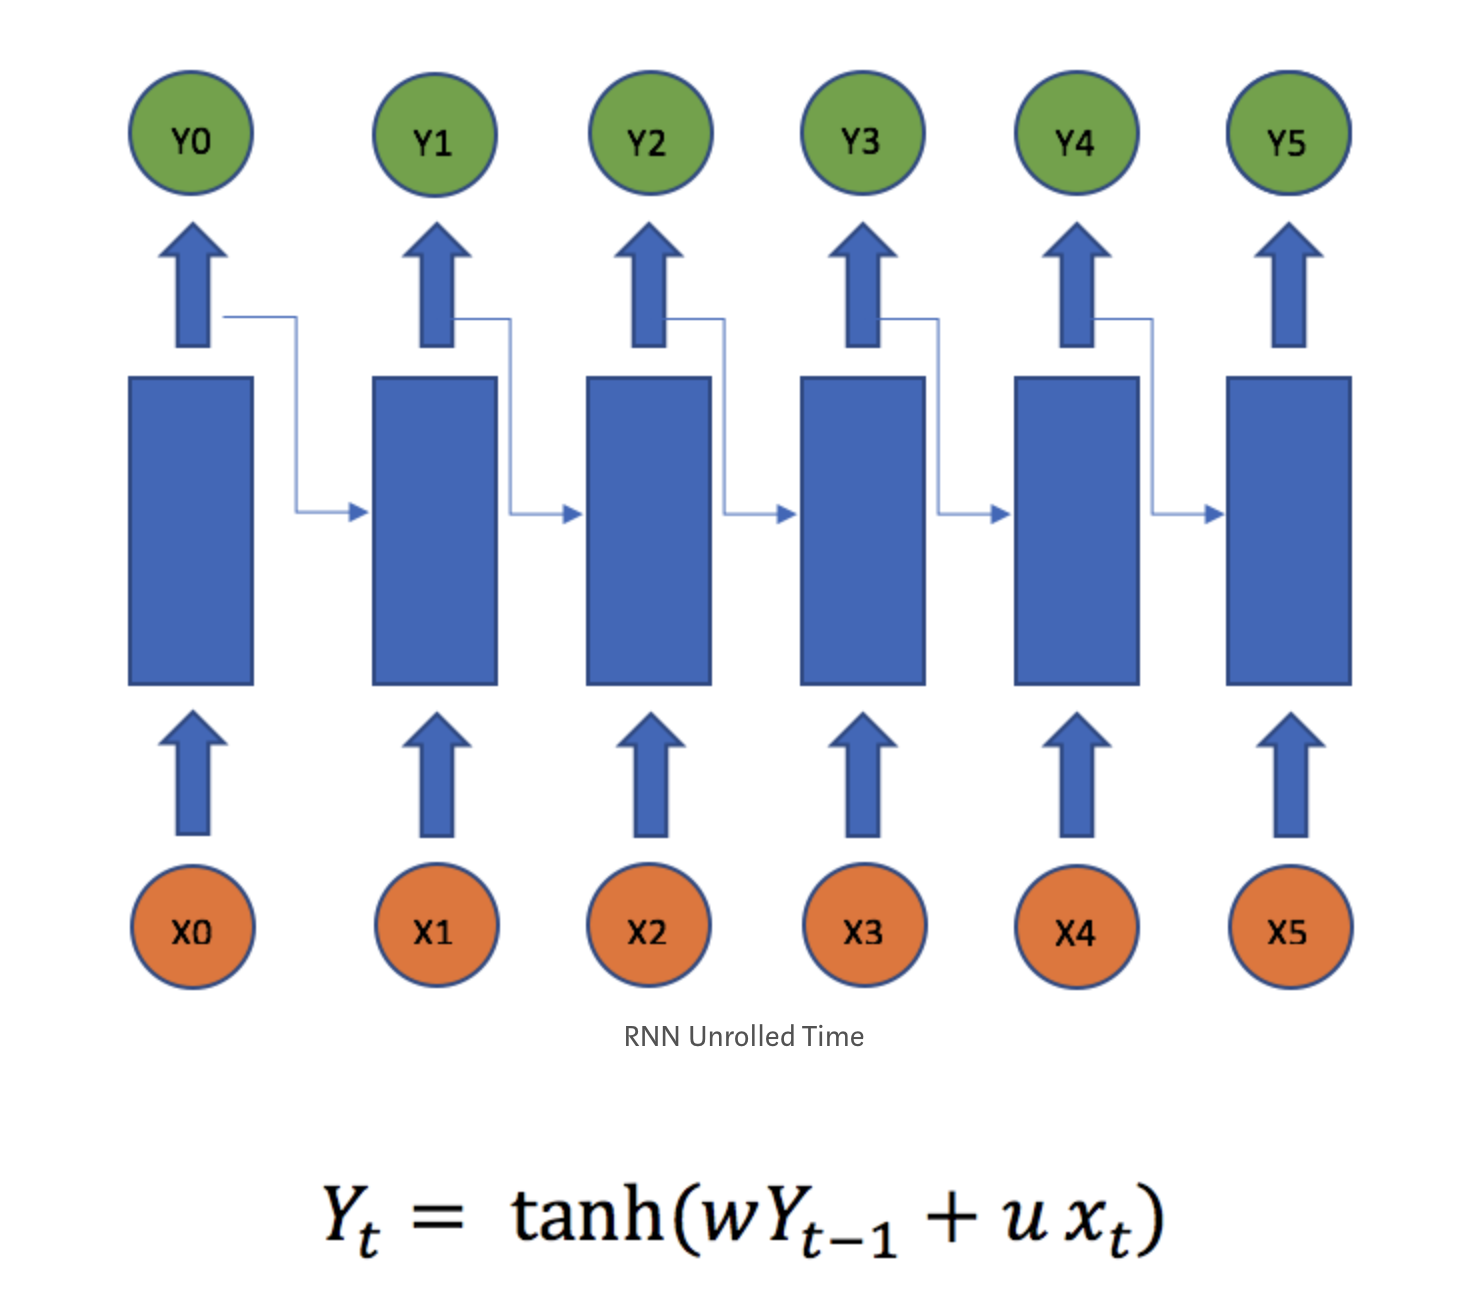 Y0 Y1 Y2 Y3 Y4 Y5
X0 X1 X2 X3 X4 X5
RNN Unrolled Time
Yₜ = tanh(wYₜ₋₁ + u xₜ)